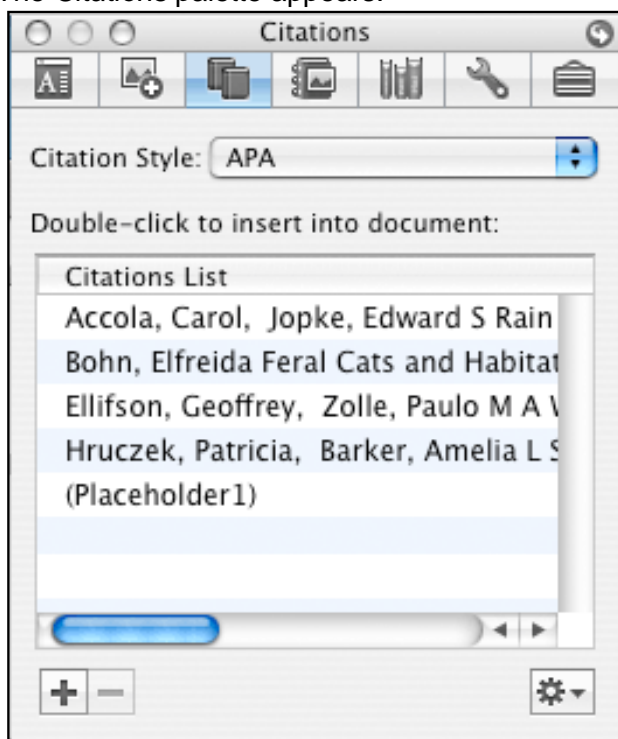 The Citations palette appears.
Citations
Citation Style: APA
Double-click to insert into document:
Citations List
Accola, Carol, Jopke, Edward S Rain
Bohn, Elfreida Feral Cats and Habitat
Ellifson, Geoffrey, Zolle, Paulo M A
Hruczek, Patricia, Barker, Amelia L S
(Placeholder1)